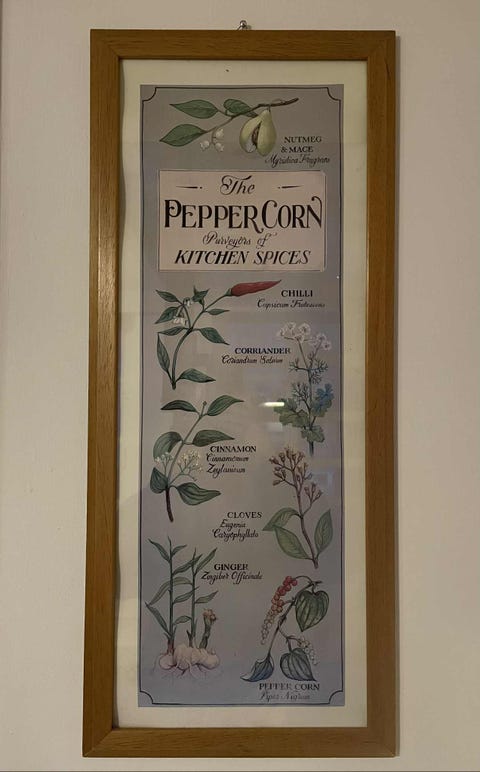 NUTMEG
& MACE
Myristica Fragrans
The
PEPPERCORN
Purveyors of
KITCHEN SPICES
CHILLI
Capsicum Frutescens
CORRIANDER
Coriandrum Sativum
CINNAMON
Cinnamomum
Zeylanicum
CLOVES
Eugenia
Caryophyllata
GINGER
Zingiber Officinale
PEPPER CORN
Piper Nigrum